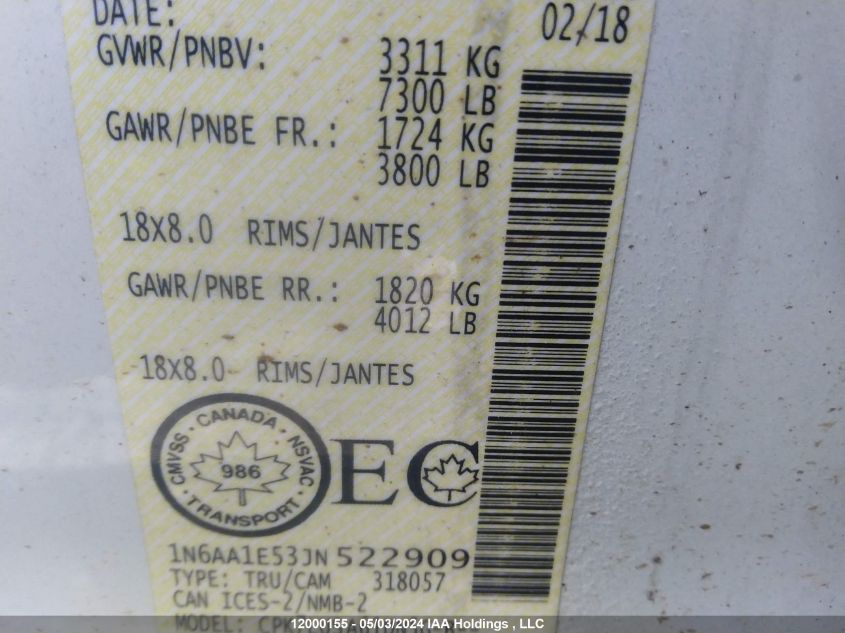 DATE: 02/18
GVWR/PNBV: 3311 KG
7300 LB
GAWR/PNBE FR.: 1724 KG
3800 LB
18X8.0 RIMS/JANTES
GAWR/PNBE RR.: 1820 KG
4012 LB
18X8.0 RIMS/JANTES
CMVSS · CANADA · NSVAC · TRANSPORT ·
986
EC
1N6AA1E53JN522909
TYPE: TRU/CAM 318057
CAN ICES-2/NMB-2
MODEL:
12000155 - 05/03/2024 IAA Holdings , LLC